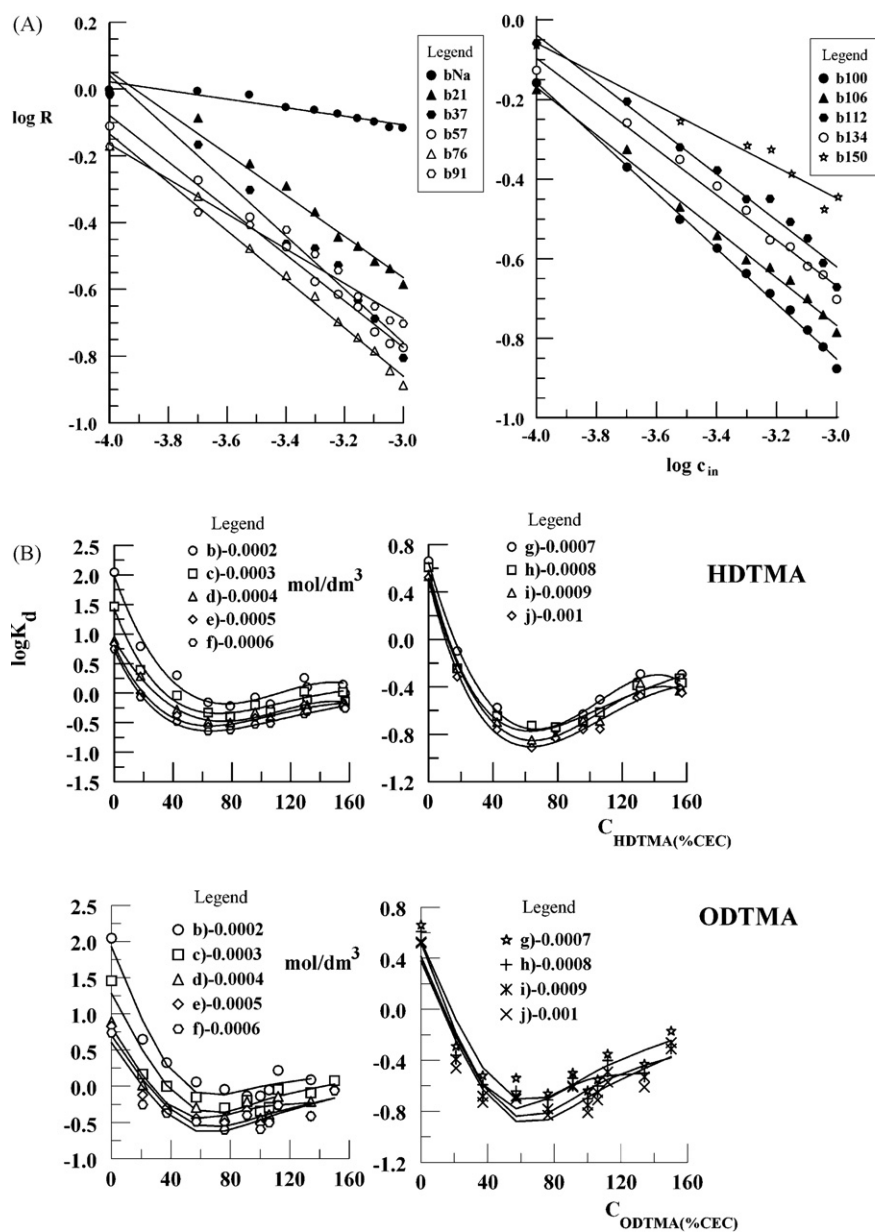 (A)
0.2
0.0
-0.2
-0.4
-0.6
-0.8
-1.0
log R
-4.0 -3.8 -3.6 -3.4 -3.2 -3.0
Legend
bNa
b21
b37
b57
b76
b91
0.0
-0.2
-0.4
-0.6
-0.8
-1.0
-4.0 -3.8 -3.6 -3.4 -3.2 -3.0
log c in
Legend
b100
b106
b112
b134
b150
(B)
Legend
b)-0.0002
c)-0.0003
d)-0.0004
e)-0.0005
f)-0.0006
mol/dm3
logKd
2.5
2.0
1.5
1.0
0.5
0.0
-0.5
-1.0
-1.5
0 40 80 120 160
Legend
g)-0.0007
h)-0.0008
i)-0.0009
j)-0.001
HDTMA
0.8
0.4
0.0
-0.4
-0.8
-1.2
0 40 80 120 160
C HDTMA(%CEC)
Legend
b)-0.0002
c)-0.0003
d)-0.0004
e)-0.0005
f)-0.0006
mol/dm3
2.5
2.0
1.5
1.0
0.5
0.0
-0.5
-1.0
0 40 80 120 160
Legend
g)-0.0007
h)-0.0008
i)-0.0009
j)-0.001
ODTMA
0.8
0.4
0.0
-0.4
-0.8
-1.2
0 40 80 120 160
C ODTMA(%CEC)